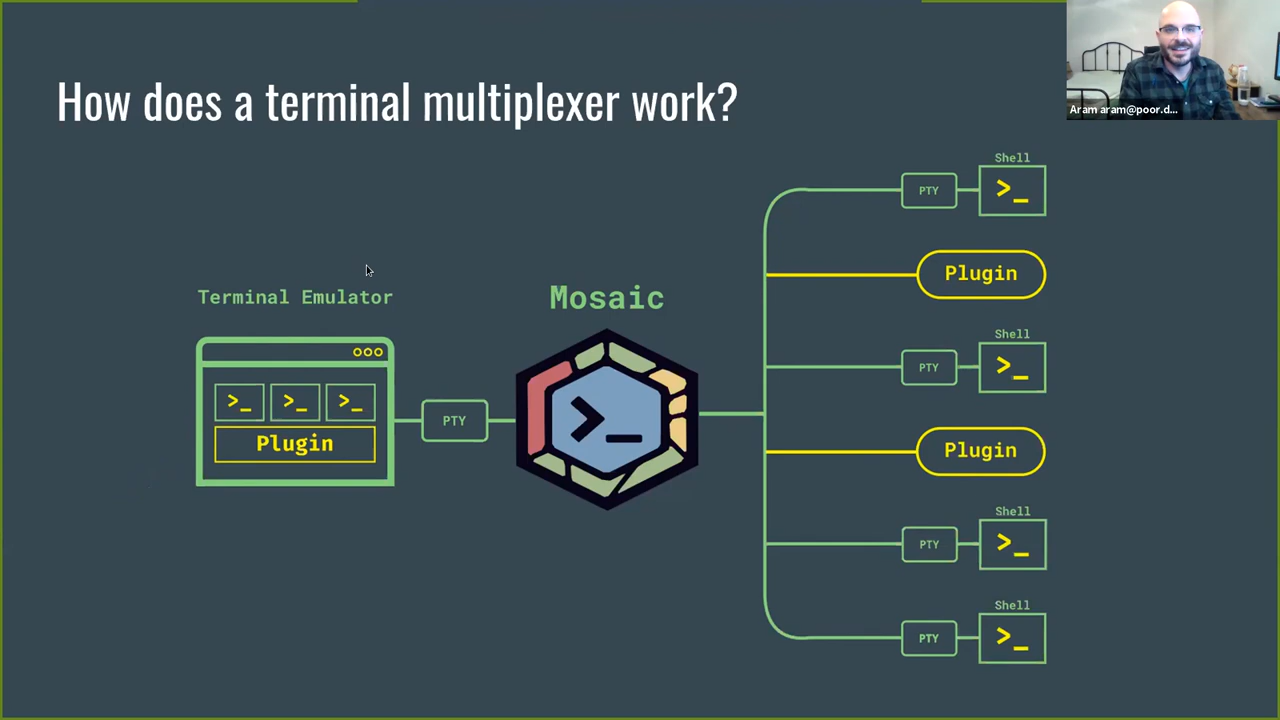 How does a terminal multiplexer work?
Aram aram@poor.d...
Shell
PTY
>_
Plugin
Terminal Emulator
Mosaic
Shell
PTY
>_
>_ >_ >_
Plugin
PTY
>_
Plugin
Shell
PTY
>_
Shell
PTY
>_